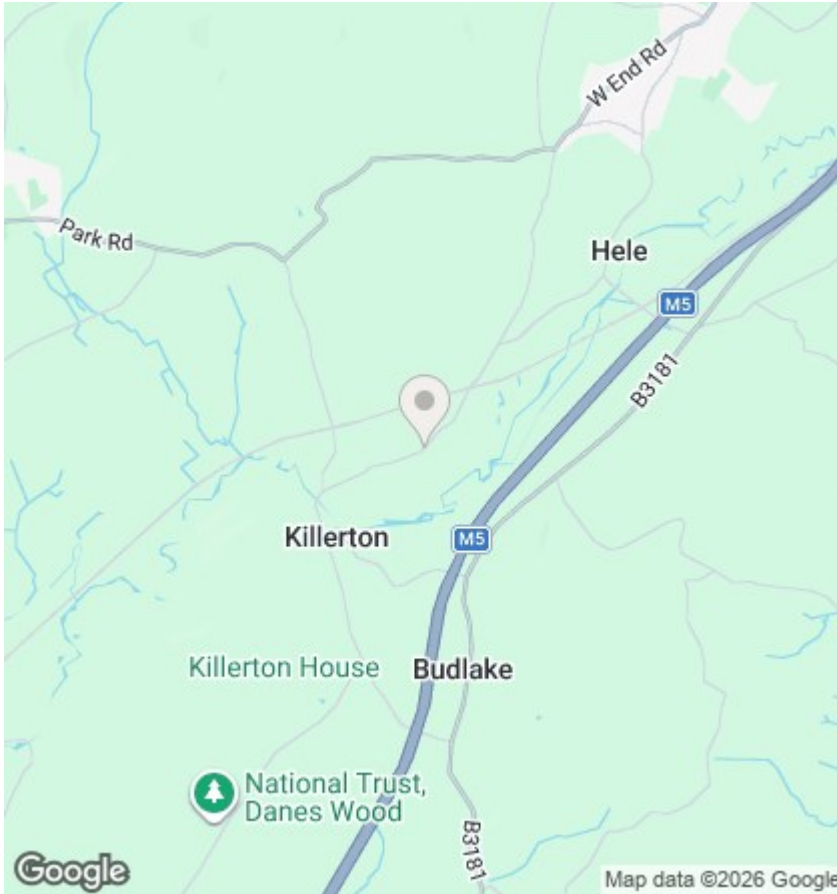 W End Rd
Park Rd
Hele
M5
B3181
Killerton
M5
Killerton House
Budlake
National Trust,
Danes Wood
B3181
Google
Map data ©2026 Google